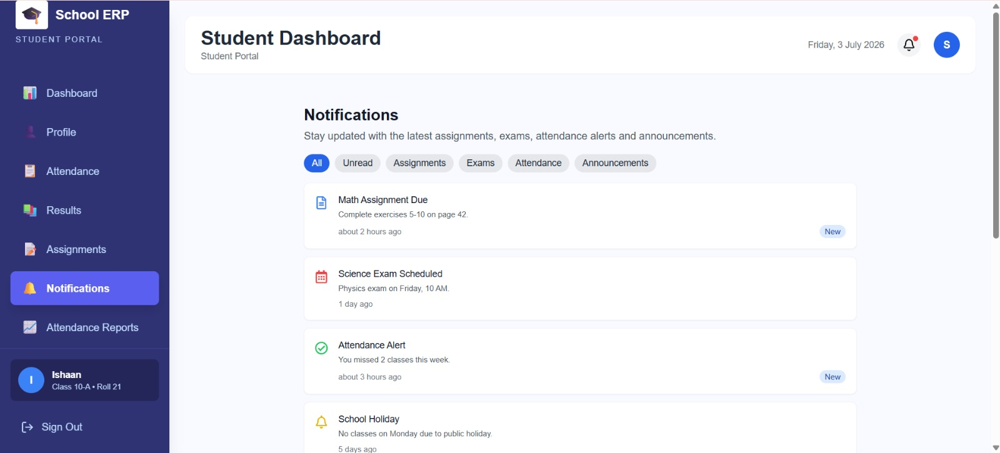 School ERP
STUDENT PORTAL
Dashboard
Profile
Attendance
Results
Assignments
Notifications
Attendance Reports
I
Ishaan
Class 10-A • Roll 21
Sign Out
Student Dashboard
Student Portal
Friday, 3 July 2026
S
Notifications
Stay updated with the latest assignments, exams, attendance alerts and announcements.
All Unread Assignments Exams Attendance Announcements
Math Assignment Due
Complete exercises 5-10 on page 42.
about 2 hours ago
New
Science Exam Scheduled
Physics exam on Friday, 10 AM.
1 day ago
Attendance Alert
You missed 2 classes this week.
about 3 hours ago
New
School Holiday
No classes on Monday due to public holiday.
5 days ago